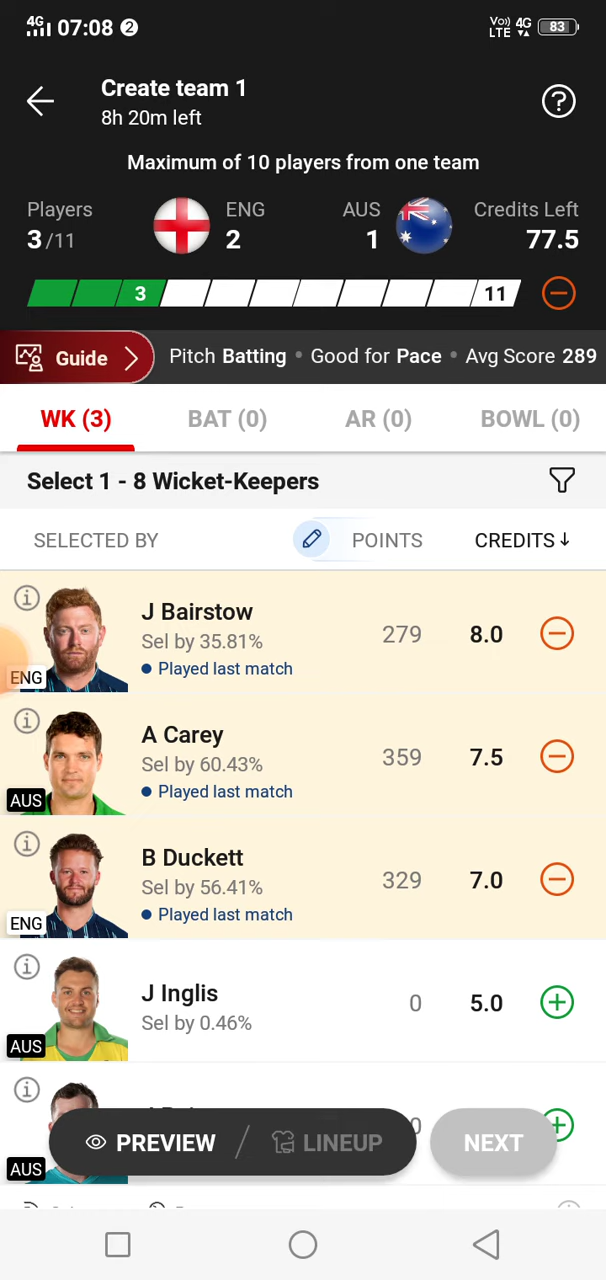 4G 07:08 2 Vo) LTE 4G 83
Create team 1
8h 20m left
?
Maximum of 10 players from one team
Players ENG AUS Credits Left
3/11 2 1 77.5
3 11
Guide Pitch Batting • Good for Pace • Avg Score 289
WK (3) BAT (0) AR (0) BOWL (0)
Select 1 - 8 Wicket-Keepers
SELECTED BY POINTS CREDITS↓
J Bairstow
Sel by 35.81% 279 8.0
ENG • Played last match
A Carey
Sel by 60.43% 359 7.5
AUS • Played last match
B Duckett
Sel by 56.41% 329 7.0
ENG • Played last match
J Inglis
Sel by 0.46% 0 5.0
AUS
PREVIEW / LINEUP NEXT
AUS